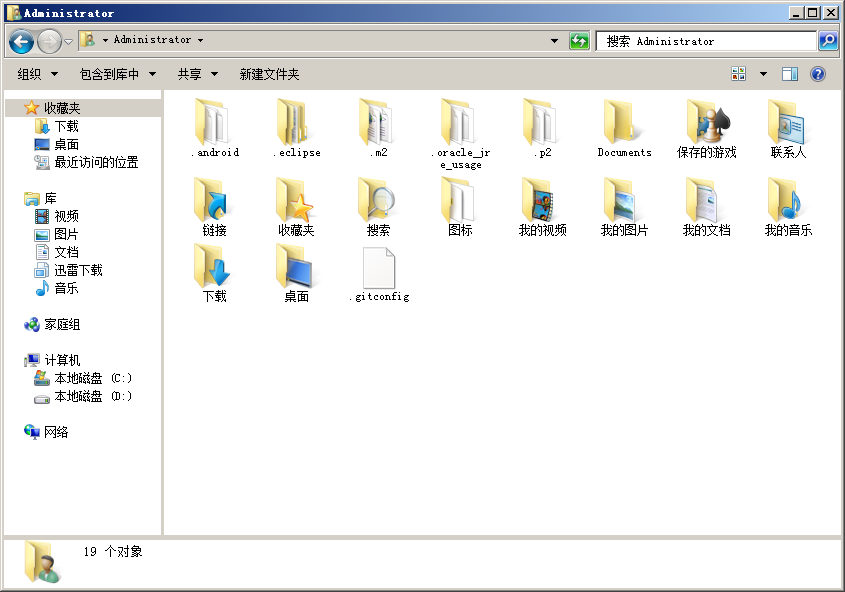 Administrator
Administrator
搜索 Administrator
组织
包含到库中
共享
新建文件夹
收藏夹
下载
桌面
最近访问的位置
库
视频
图片
文档
迅雷下载
音乐
家庭组
计算机
本地磁盘 (C:)
本地磁盘 (D:)
网络
.android
.eclipse
.m2
.oracle_jr
e_usage
.p2
Documents
保存的游戏
联系人
链接
收藏夹
搜索
图标
我的视频
我的图片
我的文档
我的音乐
下载
桌面
.gitconfig
19 个对象